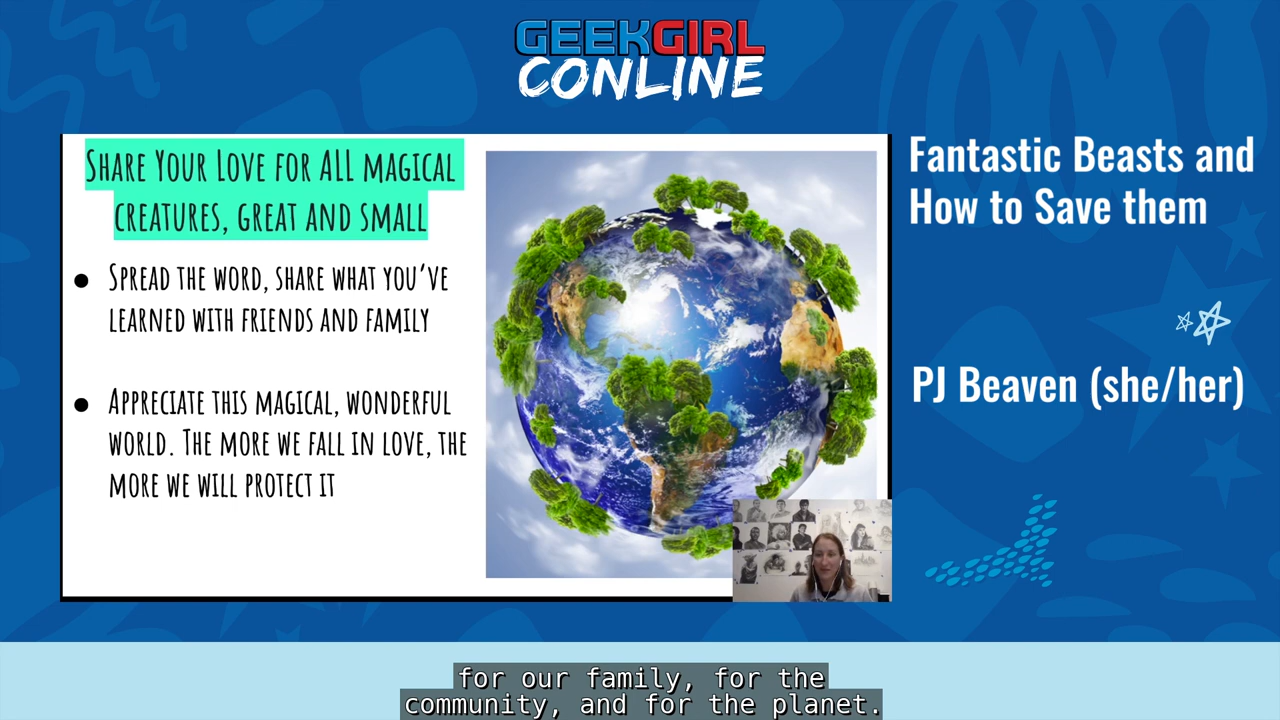 GEEKGIRL
CONLINE
Share Your Love for ALL magical
creatures, great and small
● Spread the word, share what you've
learned with friends and family
● Appreciate this magical, wonderful
world. The more we fall in love, the
more we will protect it
Fantastic Beasts and
How to Save them
PJ Beaven (she/her)
for our family, for the
community, and for the planet.